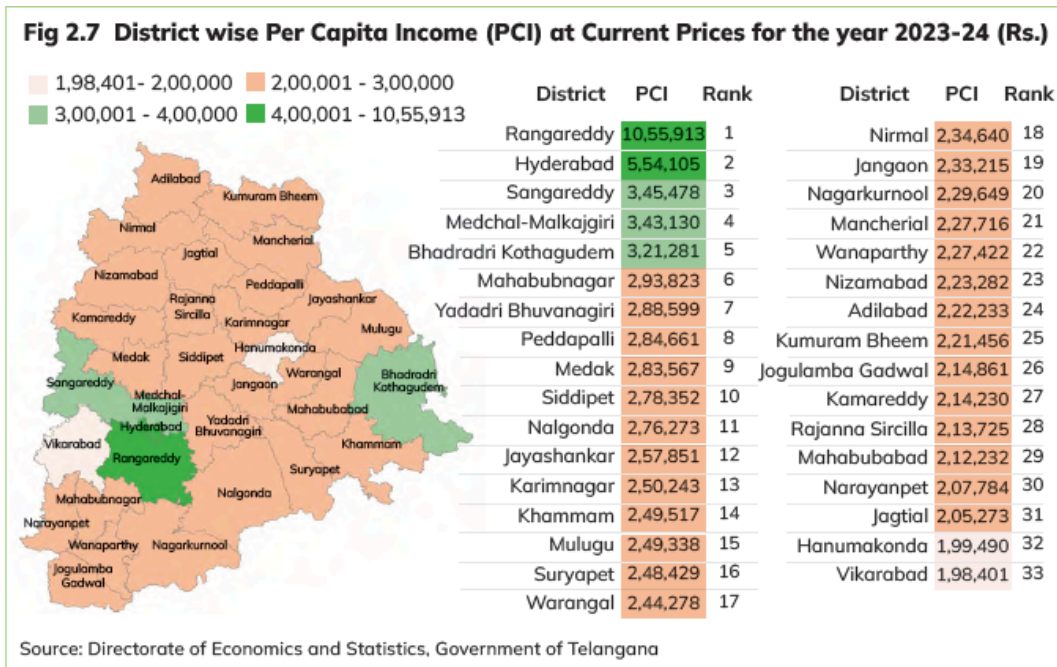 Fig 2.7 District wise Per Capita Income (PCI) at Current Prices for the year 2023-24 (Rs.)
1,98,401- 2,00,000
2,00,001 - 3,00,000
3,00,001 - 4,00,000
4,00,001 - 10,55,913
Adilabad
Kumuram Bheem
Nirmal
Mancherial
Jagtial
Nizamabad
Peddapalli
Rajanna
Sircilla
Jayashankar
Kamareddy
Karimnagar
Mulugu
Hanumakonda
Medak
Siddipet
Warangal
Bhadradri
Kothagudem
Sangareddy
Jangaon
Medchal-
Malkajigiri
Mahabubabad
Yadadri
Bhuvanagiri
Hyderabad
Vikarabad
Khammam
Rangareddy
Suryapet
Nalgonda
Mahabubnagar
Narayanpet
Wanaparthy
Nagarkurnool
Jogulamba
Gadwal
District PCI Rank
Rangareddy 10,55,913 1
Hyderabad 5,54,105 2
Sangareddy 3,45,478 3
Medchal-Malkajgiri 3,43,130 4
Bhadradri Kothagudem 3,21,281 5
Mahabubnagar 2,93,823 6
Yadadri Bhuvanagiri 2,88,599 7
Peddapalli 2,84,661 8
Medak 2,83,567 9
Siddipet 2,78,352 10
Nalgonda 2,76,273 11
Jayashankar 2,57,851 12
Karimnagar 2,50,243 13
Khammam 2,49,517 14
Mulugu 2,49,338 15
Suryapet 2,48,429 16
Warangal 2,44,278 17
District PCI Rank
Nirmal 2,34,640 18
Jangaon 2,33,215 19
Nagarkurnool 2,29,649 20
Mancherial 2,27,716 21
Wanaparthy 2,27,422 22
Nizamabad 2,23,282 23
Adilabad 2,22,233 24
Kumuram Bheem 2,21,456 25
Jogulamba Gadwal 2,14,861 26
Kamareddy 2,14,230 27
Rajanna Sircilla 2,13,725 28
Mahabubabad 2,12,232 29
Narayanpet 2,07,784 30
Jagtial 2,05,273 31
Hanumakonda 1,99,490 32
Vikarabad 1,98,401 33
Source: Directorate of Economics and Statistics, Government of Telangana